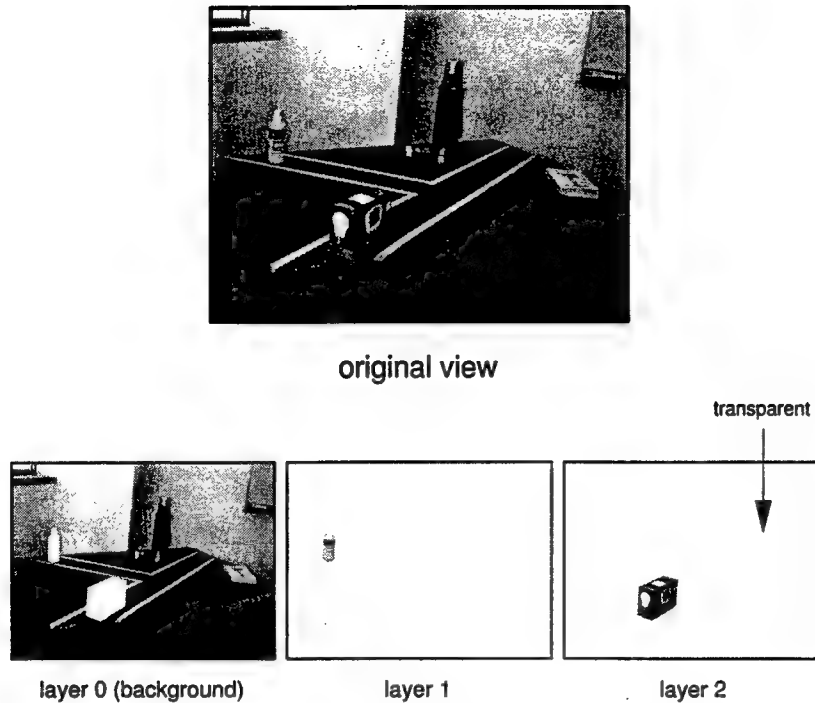 original view
transparent
layer 0 (background)
layer 1
layer 2